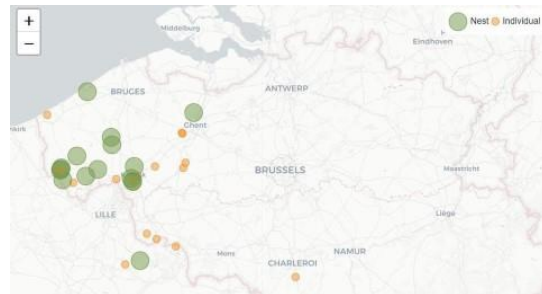 +
Middelburg
Nest
Individual
−
Eindhoven
BRUGES
ANTWERP
Ghent
BRUSSELS
Maastricht
LILLE
Liège
Mons
NAMUR
CHARLEROI